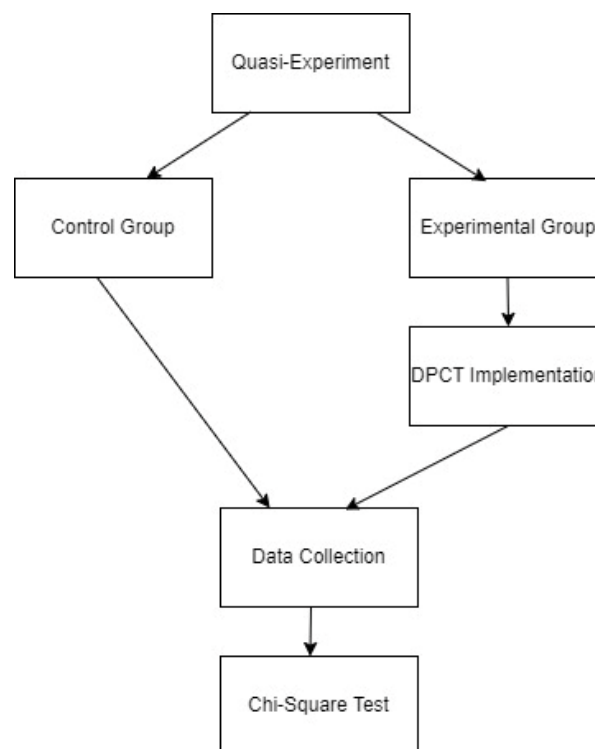 Quasi-Experiment
Control Group
Experimental Group
DPCT Implementation
Data Collection
Chi-Square Test